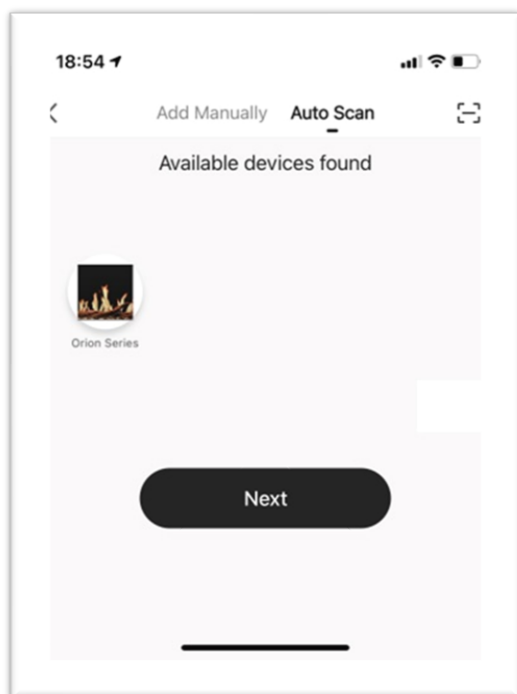 18:54
Add Manually Auto Scan
Available devices found
Orion Series
Next